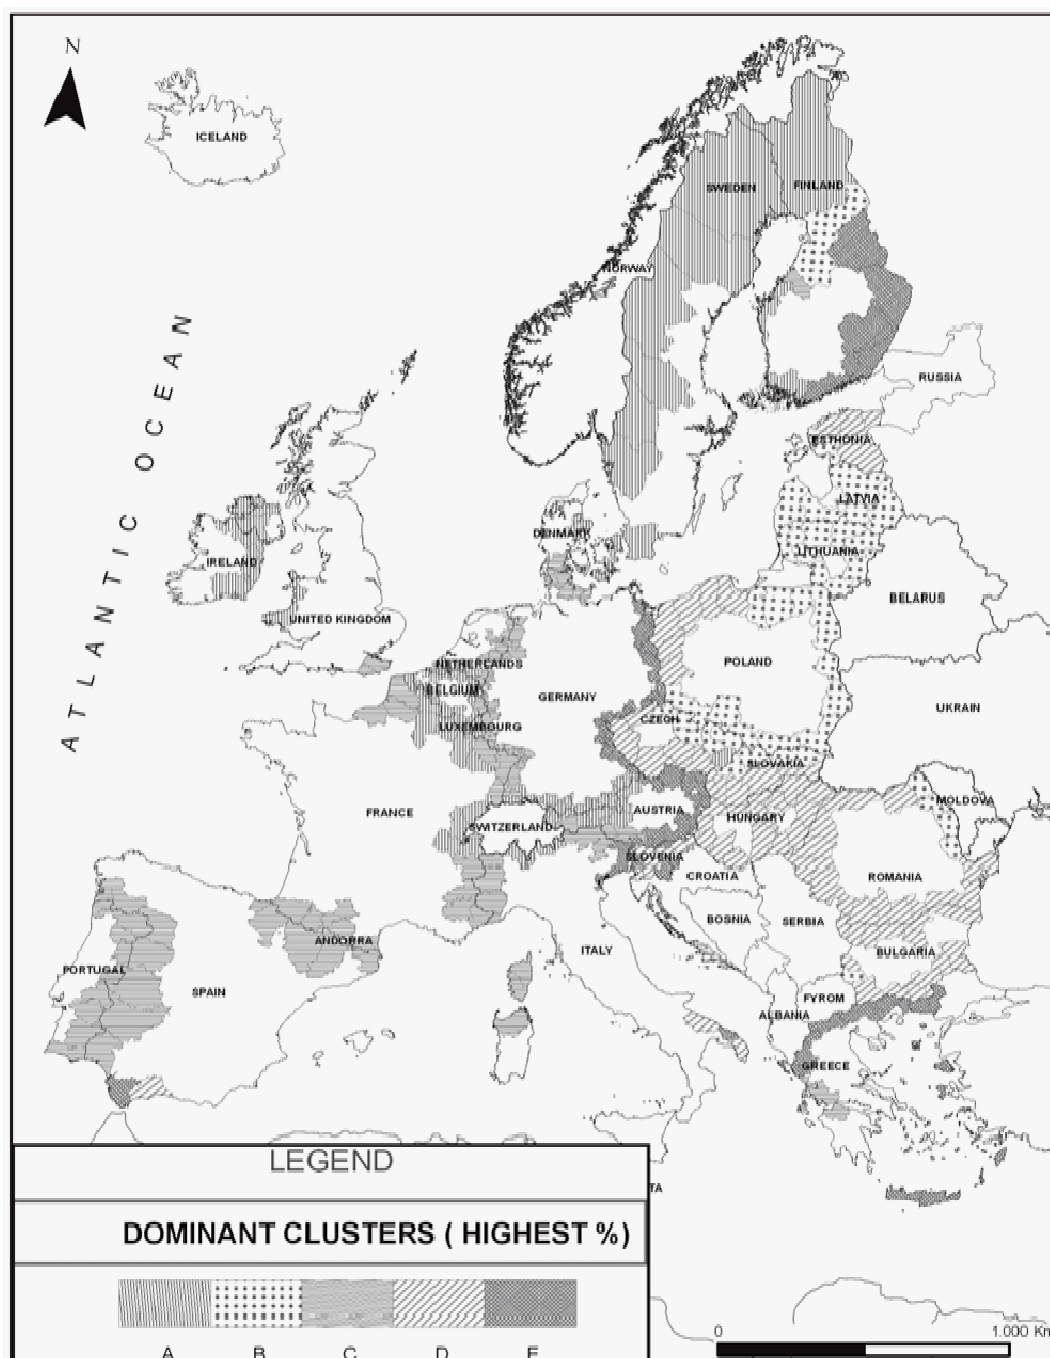 N
ICELAND
SWEDEN
FINLAND
NORWAY
RUSSIA
ESTHONIA
LATVIA
LITHUANIA
DENMARK
IRELAND
UNITED KINGDOM
BELARUS
NETHERLANDS
BELGIUM
LUXEMBOURG
GERMANY
POLAND
CZECH
UKRAIN
SLOVAKIA
FRANCE
SWITZERLAND
AUSTRIA
HUNGARY
MOLDOVA
SLOVENIA
CROATIA
ROMANIA
BOSNIA
SERBIA
ANDORRA
ITALY
BULGARIA
PORTUGAL
SPAIN
FYROM
ALBANIA
GREECE
TA
ATLANTIC OCEAN
LEGEND
DOMINANT CLUSTERS ( HIGHEST %)
A B C D E
0 1.000 Km